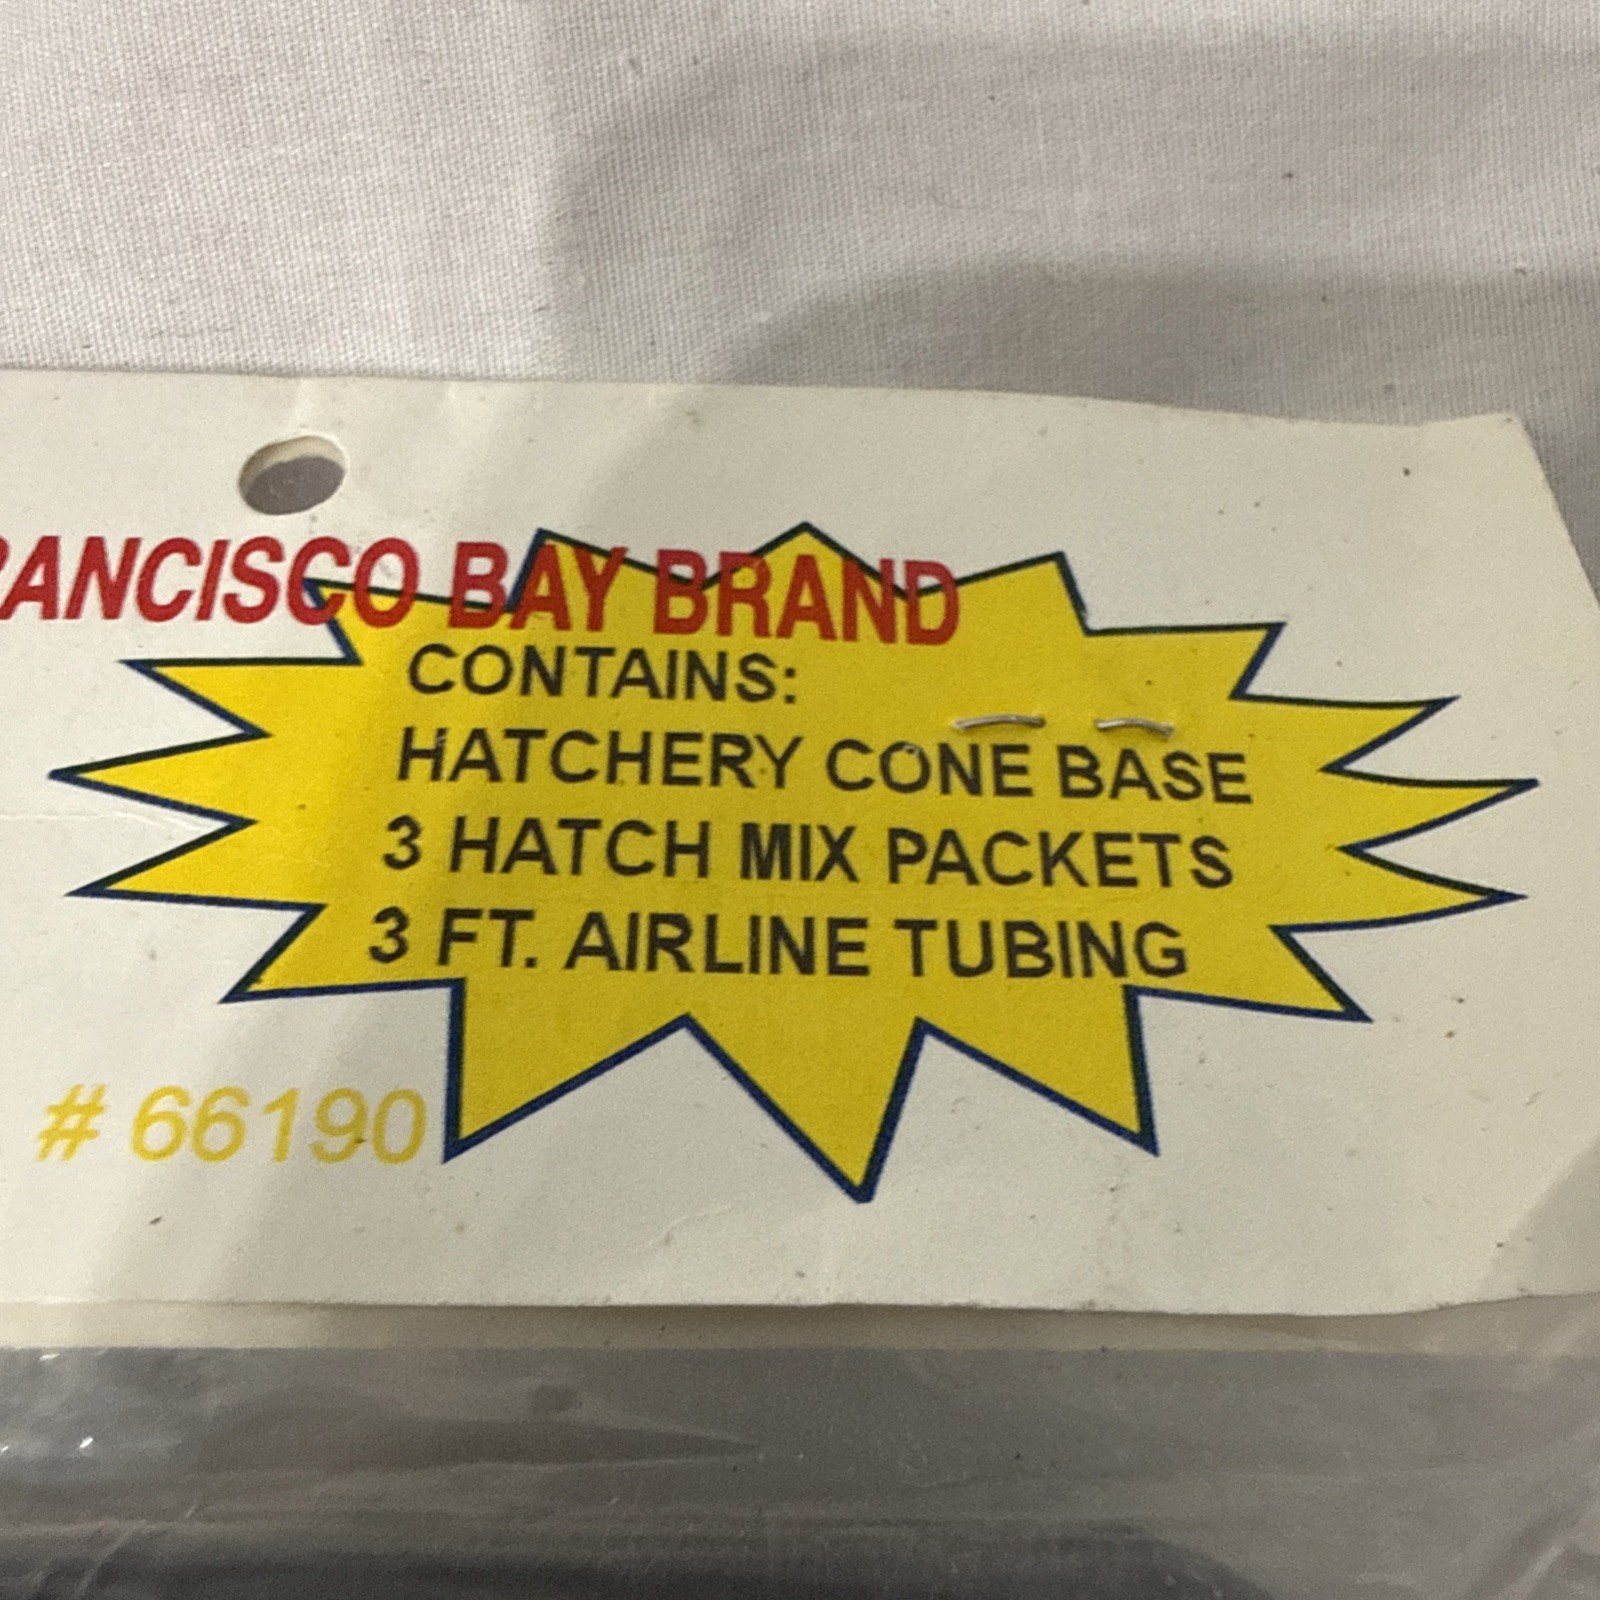 RANCISCO BAY BRAND
CONTAINS:
HATCHERY CONE BASE
3 HATCH MIX PACKETS
3 FT. AIRLINE TUBING
# 66190